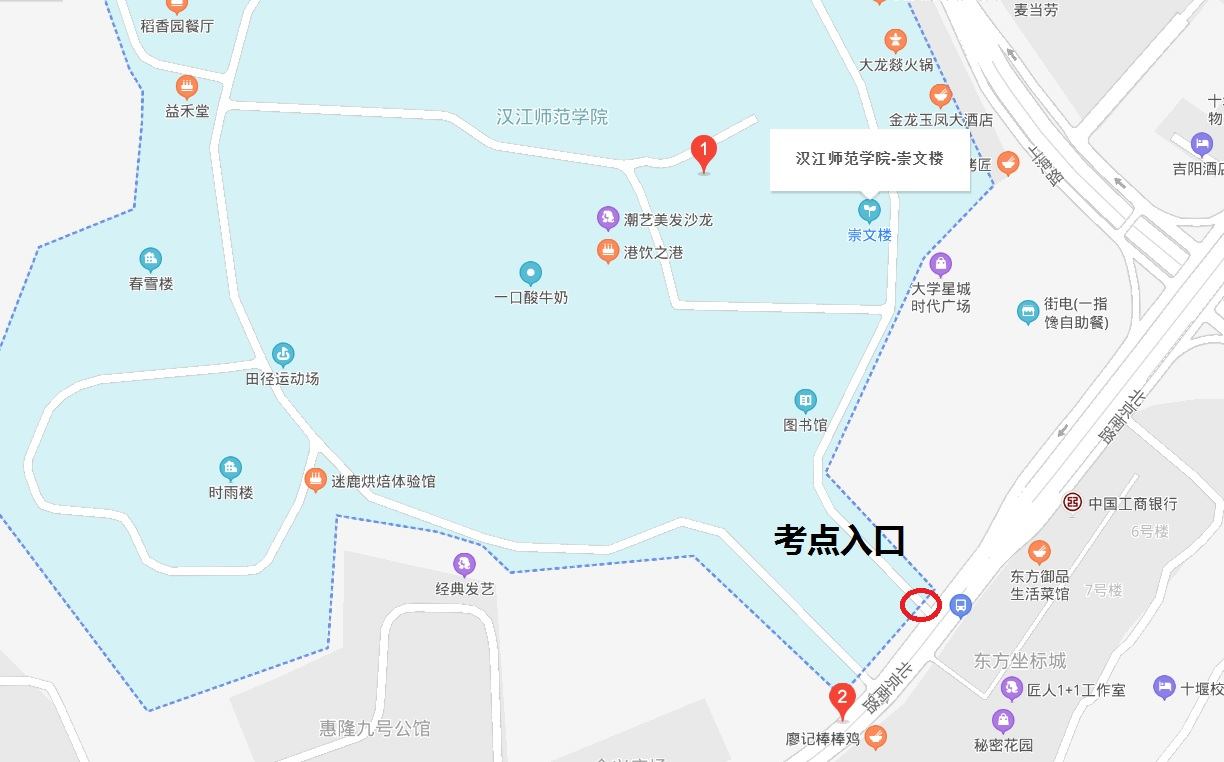 麦当劳
稻香园餐厅
大龙燚火锅
益禾堂
汉江师范学院
金龙玉凤大酒店
1
汉江师范学院-崇文楼
烤匠
上海路
吉阳酒店
潮艺美发沙龙
崇文楼
港饮之港
春雪楼
一口酸牛奶
大学星城
时代广场
街电(一指
馋自助餐)
田径运动场
图书馆
北京南路
时雨楼
迷鹿烘焙体验馆
中国工商银行
6号楼
考点入口
经典发艺
东方御品
生活菜馆
7号楼
东方坐标城
北京南路
2
匠人1+1工作室
十堰校
惠隆九号公馆
廖记棒棒鸡
秘密花园